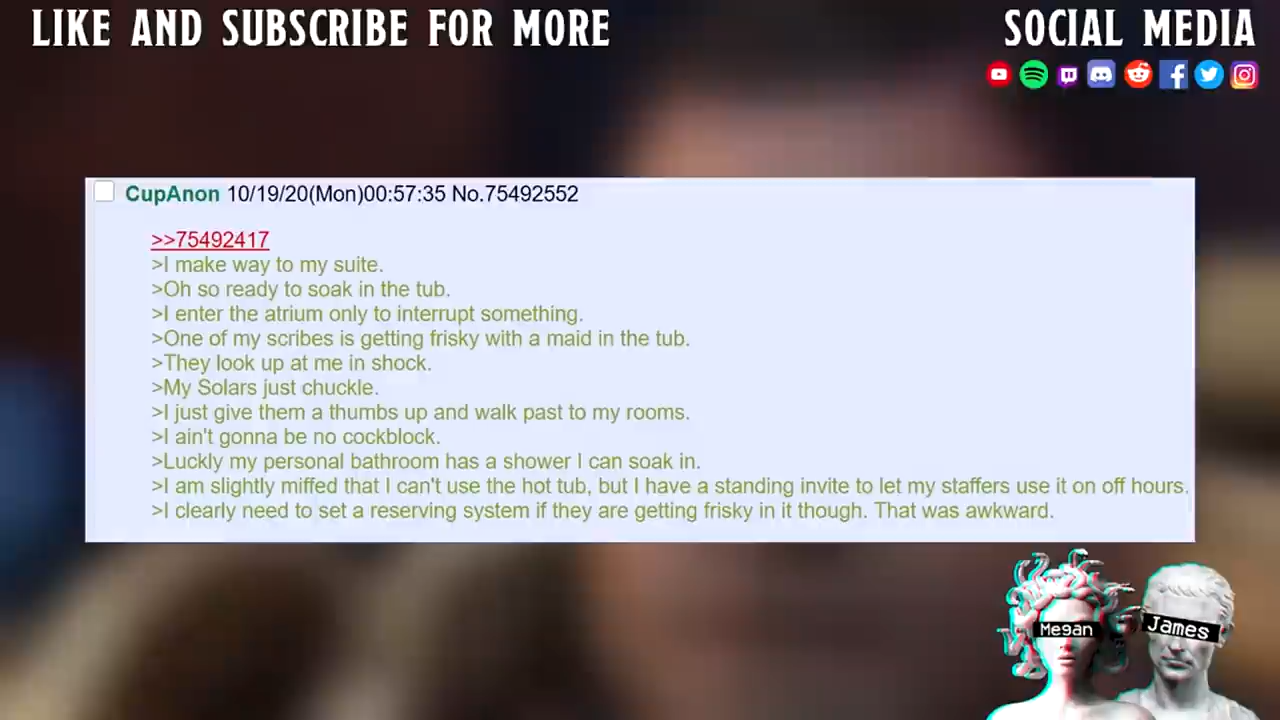 LIKE AND SUBSCRIBE FOR MORE
SOCIAL MEDIA
CupAnon 10/19/20(Mon)00:57:35 No.75492552
>>75492417
>I make way to my suite.
>Oh so ready to soak in the tub.
>I enter the atrium only to interrupt something.
>One of my scribes is getting frisky with a maid in the tub.
>They look up at me in shock.
>My Solars just chuckle.
>I just give them a thumbs up and walk past to my rooms.
>I ain't gonna be no cockblock.
>Luckly my personal bathroom has a shower I can soak in.
>I am slightly miffed that I can't use the hot tub, but I have a standing invite to let my staffers use it on off hours.
>I clearly need to set a reserving system if they are getting frisky in it though. That was awkward.
Megan
James